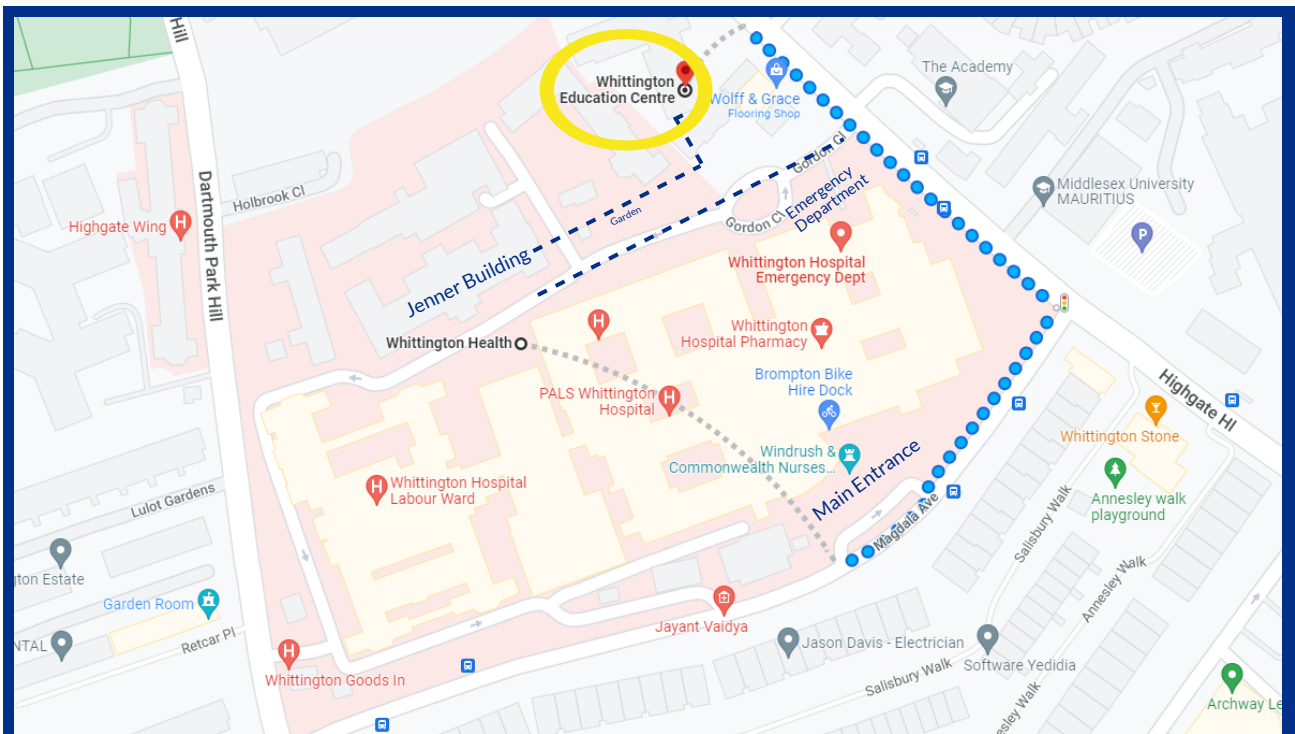 Hill
Whittington
Education Centre
Wolff & Grace
Flooring Shop
The Academy
Gordon Cl
Middlesex University
MAURITIUS
P
Dartmouth Park Hill
Holbrook Cl
Highgate Wing
H
Garden
Gordon Cl
Emergency
Department
Whittington Hospital
Emergency Dept
Jenner Building
Whittington Health
H
Whittington
Hospital Pharmacy
PALS Whittington
Hospital
H
Brompton Bike
Hire Dock
Highgate Hl
Whittington Stone
Windrush &
Commonwealth Nurses...
Main Entrance
H
Whittington Hospital
Labour Ward
Annesley walk
playground
Lulot Gardens
Magdala Ave
Salisbury Walk
Annesley Walk
gton Estate
Garden Room
NTAL
Retcar Pl
Jayant Vaidya
Jason Davis - Electrician
Software Yedidia
H
Whittington Goods In
Salisbury Walk
nesley Walk
Archway Le